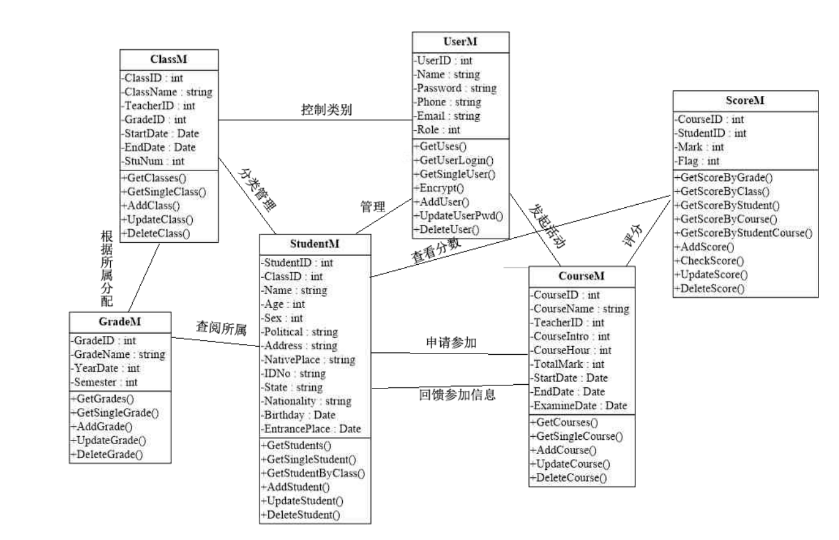 ClassM
-ClassID : int
-ClassName : string
-TeacherID : int
-GradeID : int
-StartDate : Date
-EndDate : Date
-StuNum : int
+GetClasses()
+GetSingleClass()
+AddClass()
+UpdateClass()
+DeleteClass()
UserM
-UserID : int
-Name : string
-Password : string
-Phone : string
-Email : string
-Role : int
+GetUses()
+GetUserLogin()
+GetSingleUser()
+Encrypt()
+AddUser()
+UpdateUserPwd()
+DeleteUser()
ScoreM
-CourseID : int
-StudentID : int
-Mark : int
-Flag : int
+GetScoreByGrade()
+GetScoreByClass()
+GetScoreByStudent()
+GetScoreByCourse()
+GetScoreByStudentCourse()
+AddScore()
+CheckScore()
+UpdateScore()
+DeleteScore()
控制类别
分类管理
管理
查看分数
发起活动
评分
根据所属分配
StudentM
-StudentID : int
-ClassID : int
-Name : string
-Age : int
-Sex : int
-Political : string
-Address : string
-NativePlace : string
-IDNo : string
-State : string
-Nationality : string
-Birthday : Date
-EntrancePlace : Date
+GetStudents()
+GetSingleStudent()
+GetStudentByClass()
+AddStudent()
+UpdateStudent()
+DeleteStudent()
CourseM
-CourseID : int
-CourseName : string
-TeacherID : int
-CourseIntro : int
-CourseHour : int
-TotalMark : int
-StartDate : Date
-EndDate : Date
-ExamineDate : Date
+GetCourses()
+GetSingleCourse()
+AddCourse()
+UpdateCourse()
+DeleteCourse()
GradeM
-GradeID : int
-GradeName : string
-YearDate : int
-Semester : int
+GetGrades()
+GetSingleGrade()
+AddGrade()
+UpdateGrade()
+DeleteGrade()
查阅所属
申请参加
回馈参加信息